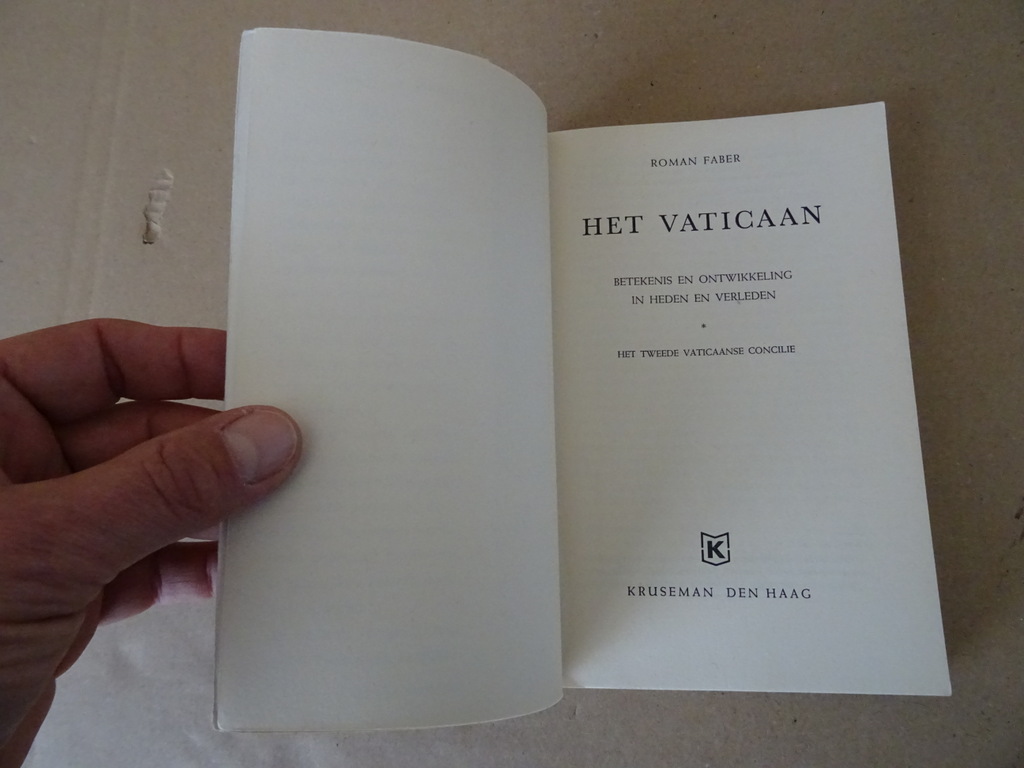 ROMAN FABER
HET VATICAAN
BETEKENIS EN ONTWIKKELING
IN HEDEN EN VERLEDEN
*
HET TWEEDE VATICAANSE CONCILIE
K
KRUSEMAN DEN HAAG